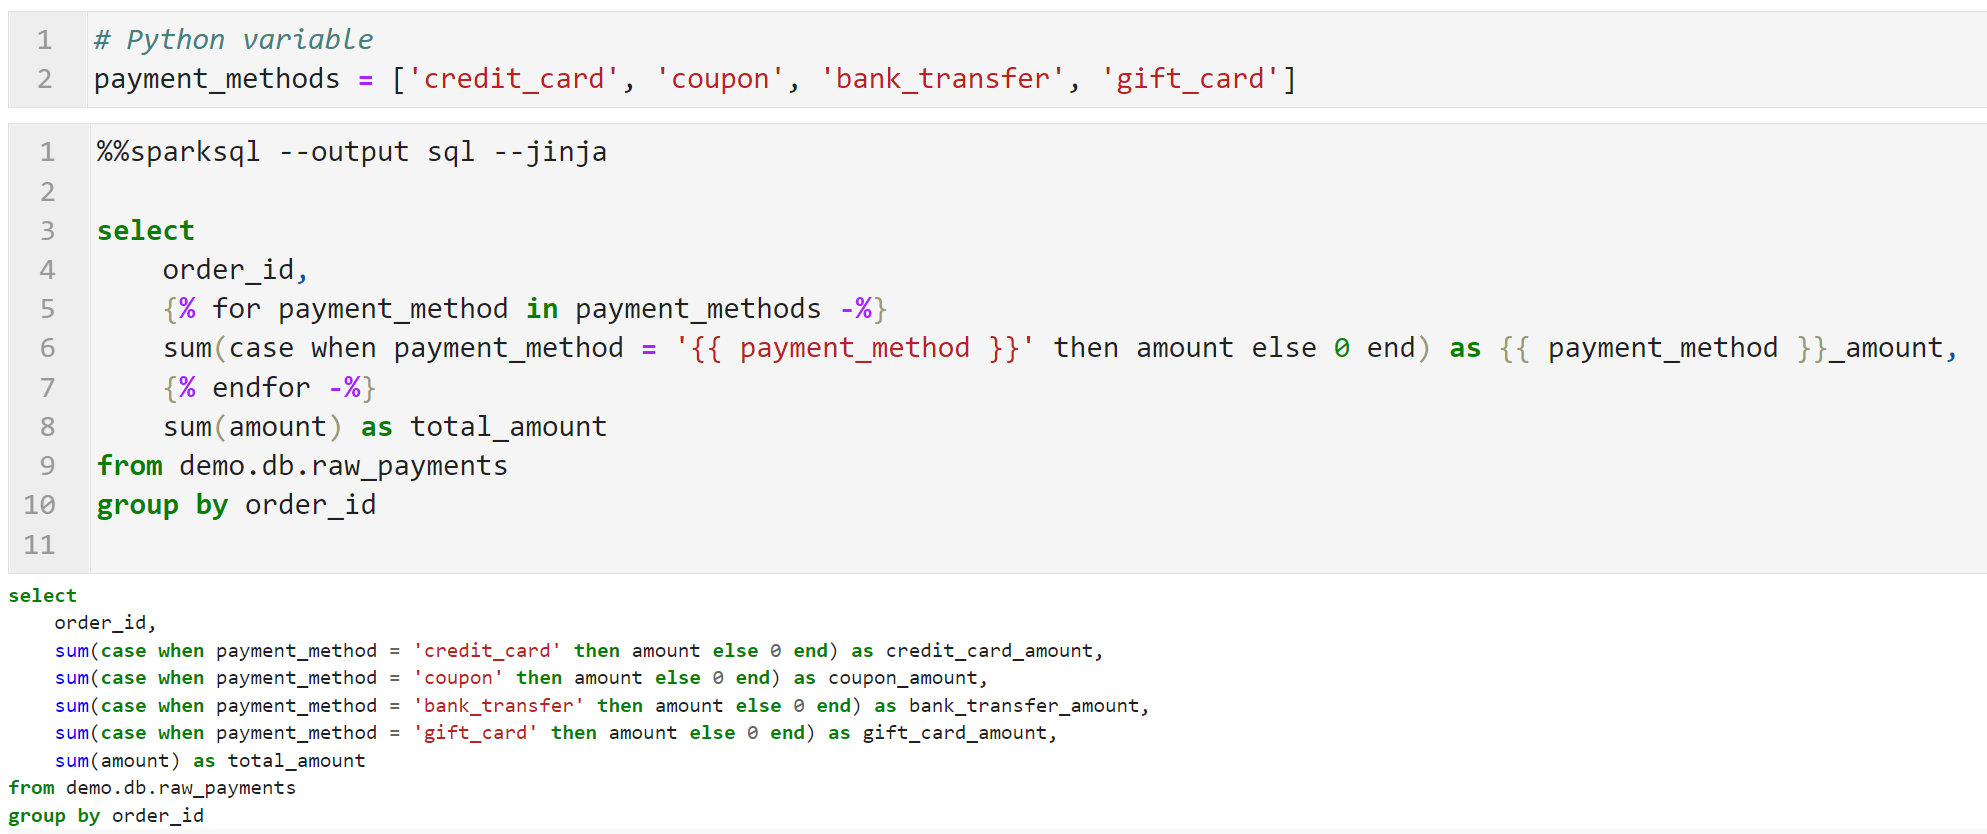 1 # Python variable
2 payment_methods = ['credit_card', 'coupon', 'bank_transfer', 'gift_card']
1 %%sparksql --output sql --jinja
2
3 select
4     order_id,
5     {% for payment_method in payment_methods -%}
6     sum(case when payment_method = '{{ payment_method }}' then amount else 0 end) as {{ payment_method }}_amount,
7     {% endfor -%}
8     sum(amount) as total_amount
9 from demo.db.raw_payments
10 group by order_id
11
select
    order_id,
    sum(case when payment_method = 'credit_card' then amount else 0 end) as credit_card_amount,
    sum(case when payment_method = 'coupon' then amount else 0 end) as coupon_amount,
    sum(case when payment_method = 'bank_transfer' then amount else 0 end) as bank_transfer_amount,
    sum(case when payment_method = 'gift_card' then amount else 0 end) as gift_card_amount,
    sum(amount) as total_amount
from demo.db.raw_payments
group by order_id